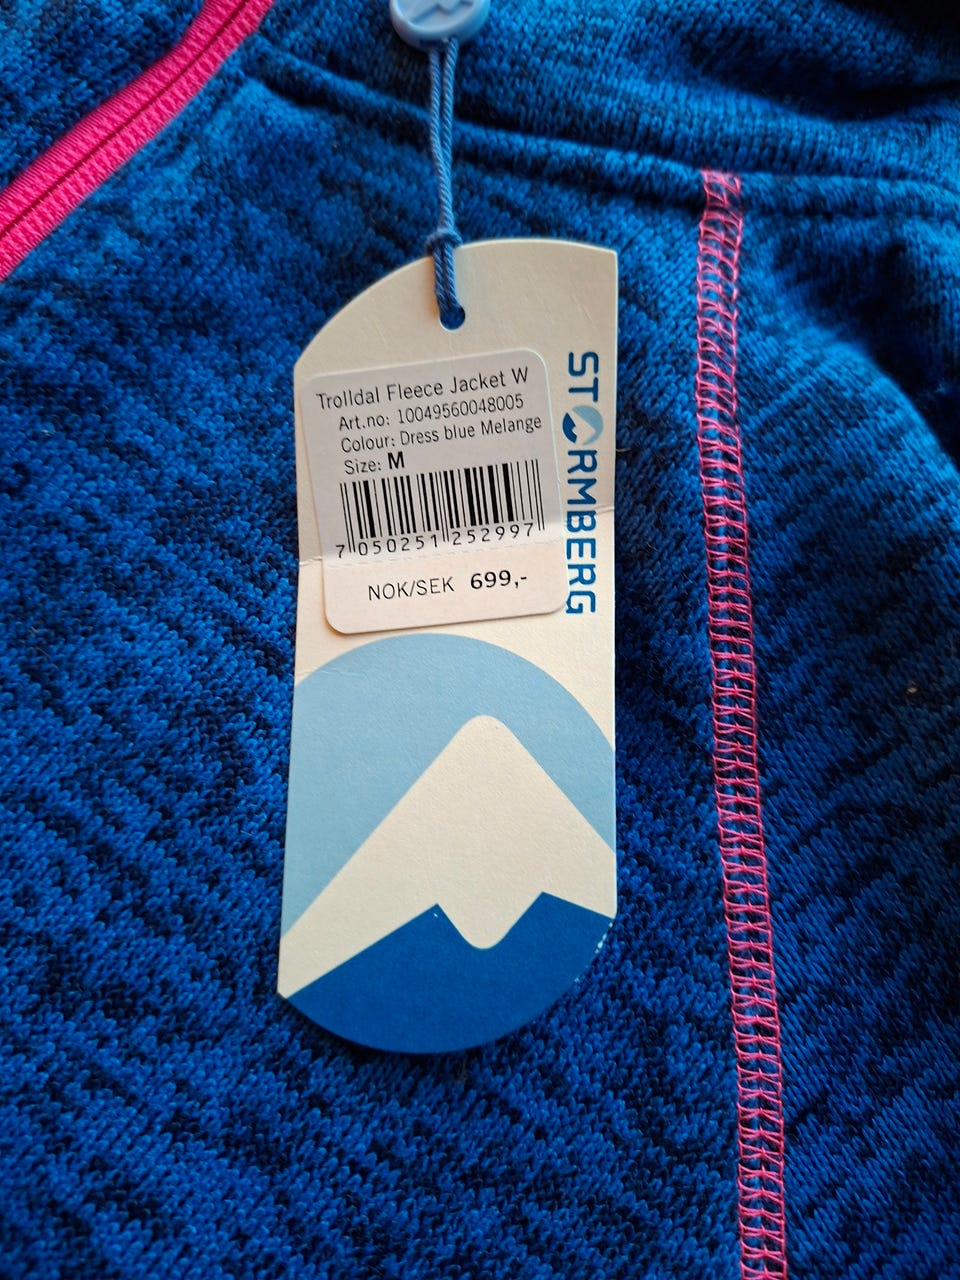 Trolldal Fleece Jacket W
Art.no: 10049560048005
Colour: Dress blue Melange
Size: M
7 050251 252997
NOK/SEK 699,-
STORMBERG